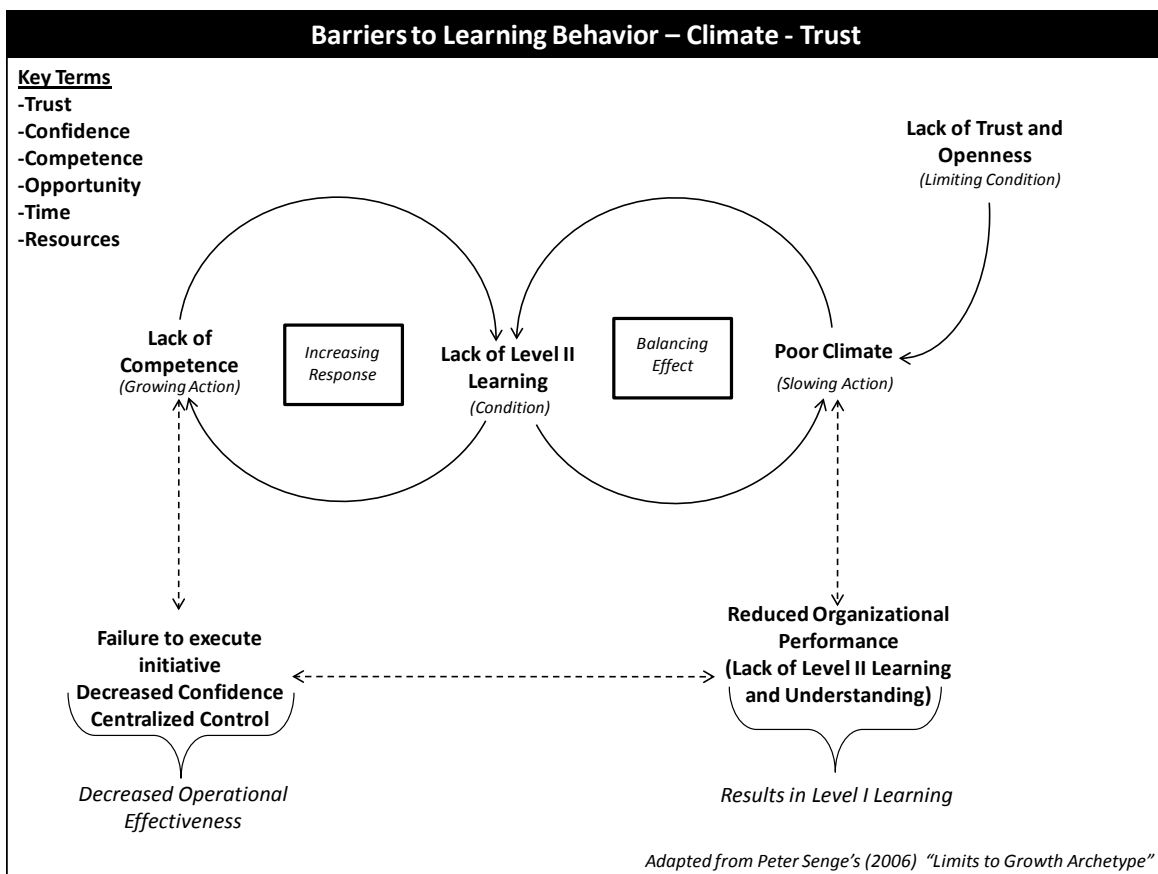 Barriers to Learning Behavior – Climate - Trust
Key Terms
-Trust
-Confidence
-Competence
-Opportunity
-Time
-Resources
Lack of Trust and
Openness
(Limiting Condition)
Lack of
Competence
(Growing Action)
Increasing
Response
Lack of Level II
Learning
(Condition)
Balancing
Effect
Poor Climate
(Slowing Action)
Failure to execute
initiative
Decreased Confidence
Centralized Control
Decreased Operational
Effectiveness
Reduced Organizational
Performance
(Lack of Level II Learning
and Understanding)
Results in Level I Learning
Adapted from Peter Senge’s (2006) “Limits to Growth Archetype”